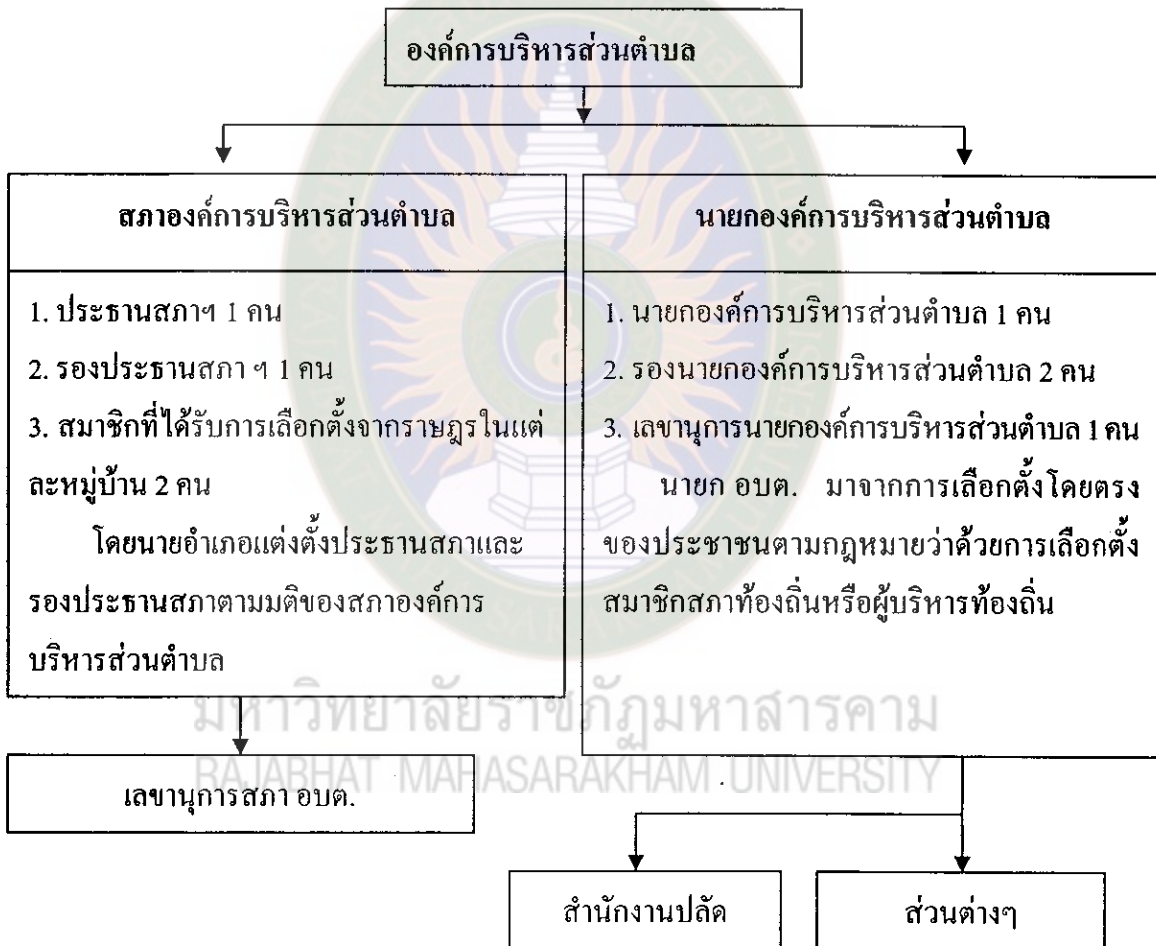 องค์การบริหารส่วนตำบล
สภาองค์การบริหารส่วนตำบล
1. ประธานสภาฯ 1 คน
2. รองประธานสภา ฯ 1 คน
3. สมาชิกที่ได้รับการเลือกตั้งจากราษฎรในแต่
ละหมู่บ้าน 2 คน
โดยนายอำเภอแต่งตั้งประธานสภาและ
รองประธานสภาตามมติของสภาองค์การ
บริหารส่วนตำบล
นายกองค์การบริหารส่วนตำบล
1. นายกองค์การบริหารส่วนตำบล 1 คน
2. รองนายกองค์การบริหารส่วนตำบล 2 คน
3. เลขานุการนายกองค์การบริหารส่วนตำบล 1 คน
นายก อบต. มาจากการเลือกตั้งโดยตรง
ของประชาชนตามกฎหมายว่าด้วยการเลือกตั้ง
สมาชิกสภาท้องถิ่นหรือผู้บริหารท้องถิ่น
มหาวิทยาลัยราชภัฏมหาสารคาม
RAJABHAT MAHASARAKHAM UNIVERSITY
เลขานุการสภา อบต.
สำนักงานปลัด
ส่วนต่างๆ